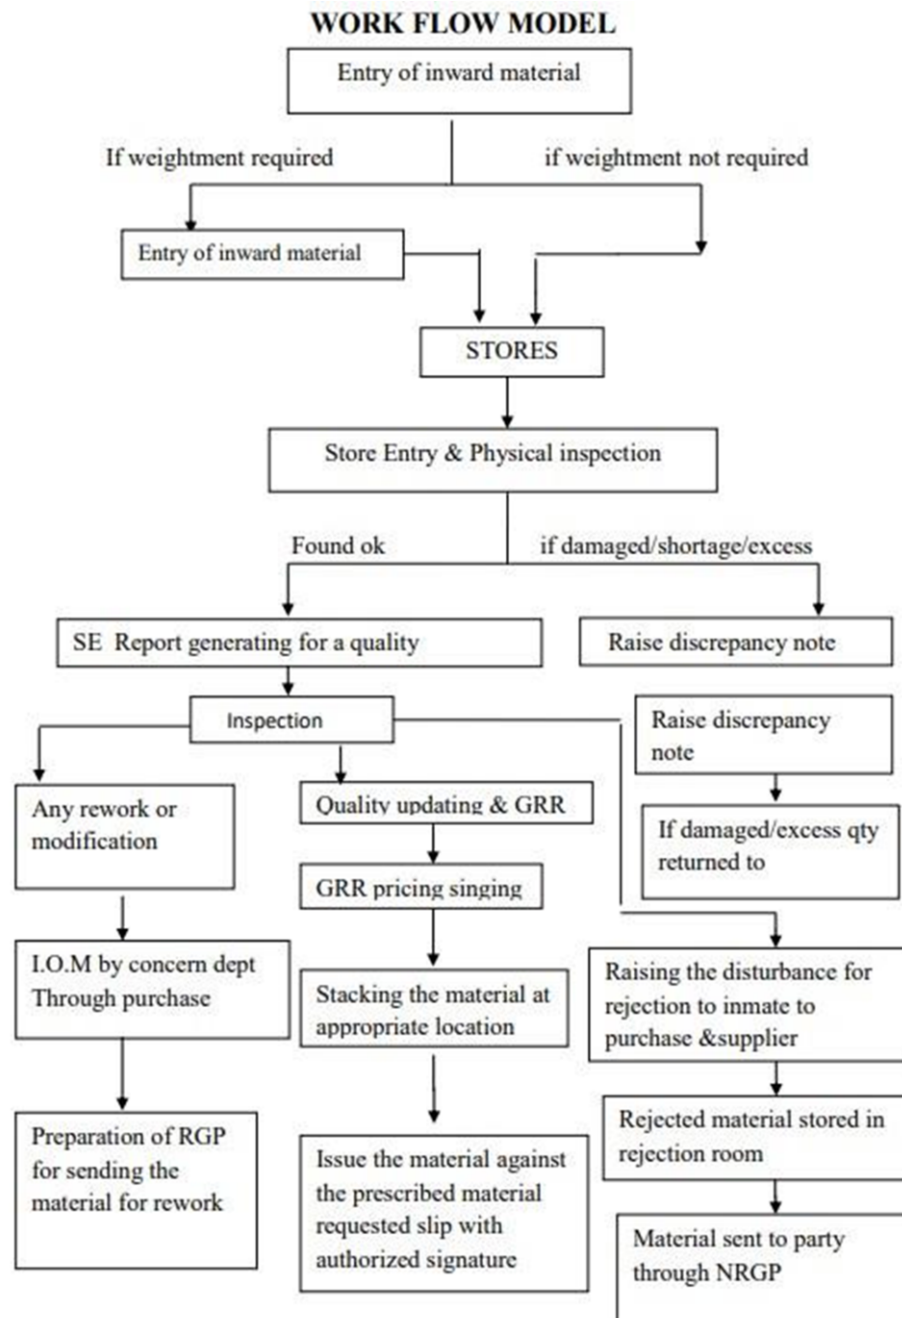 WORK FLOW MODEL
Entry of inward material
If weightment required
if weightment not required
Entry of inward material
STORES
Store Entry & Physical inspection
Found ok
if damaged/shortage/excess
SE Report generating for a quality
Raise discrepancy note
Inspection
Raise discrepancy
note
Any rework or
modification
Quality updating & GRR
If damaged/excess qty
returned to
GRR pricing singing
I.O.M by concern dept
Through purchase
Stacking the material at
appropriate location
Raising the disturbance for
rejection to inmate to
purchase &supplier
Preparation of RGP
for sending the
material for rework
Issue the material against
the prescribed material
requested slip with
authorized signature
Rejected material stored in
rejection room
Material sent to party
through NRGP